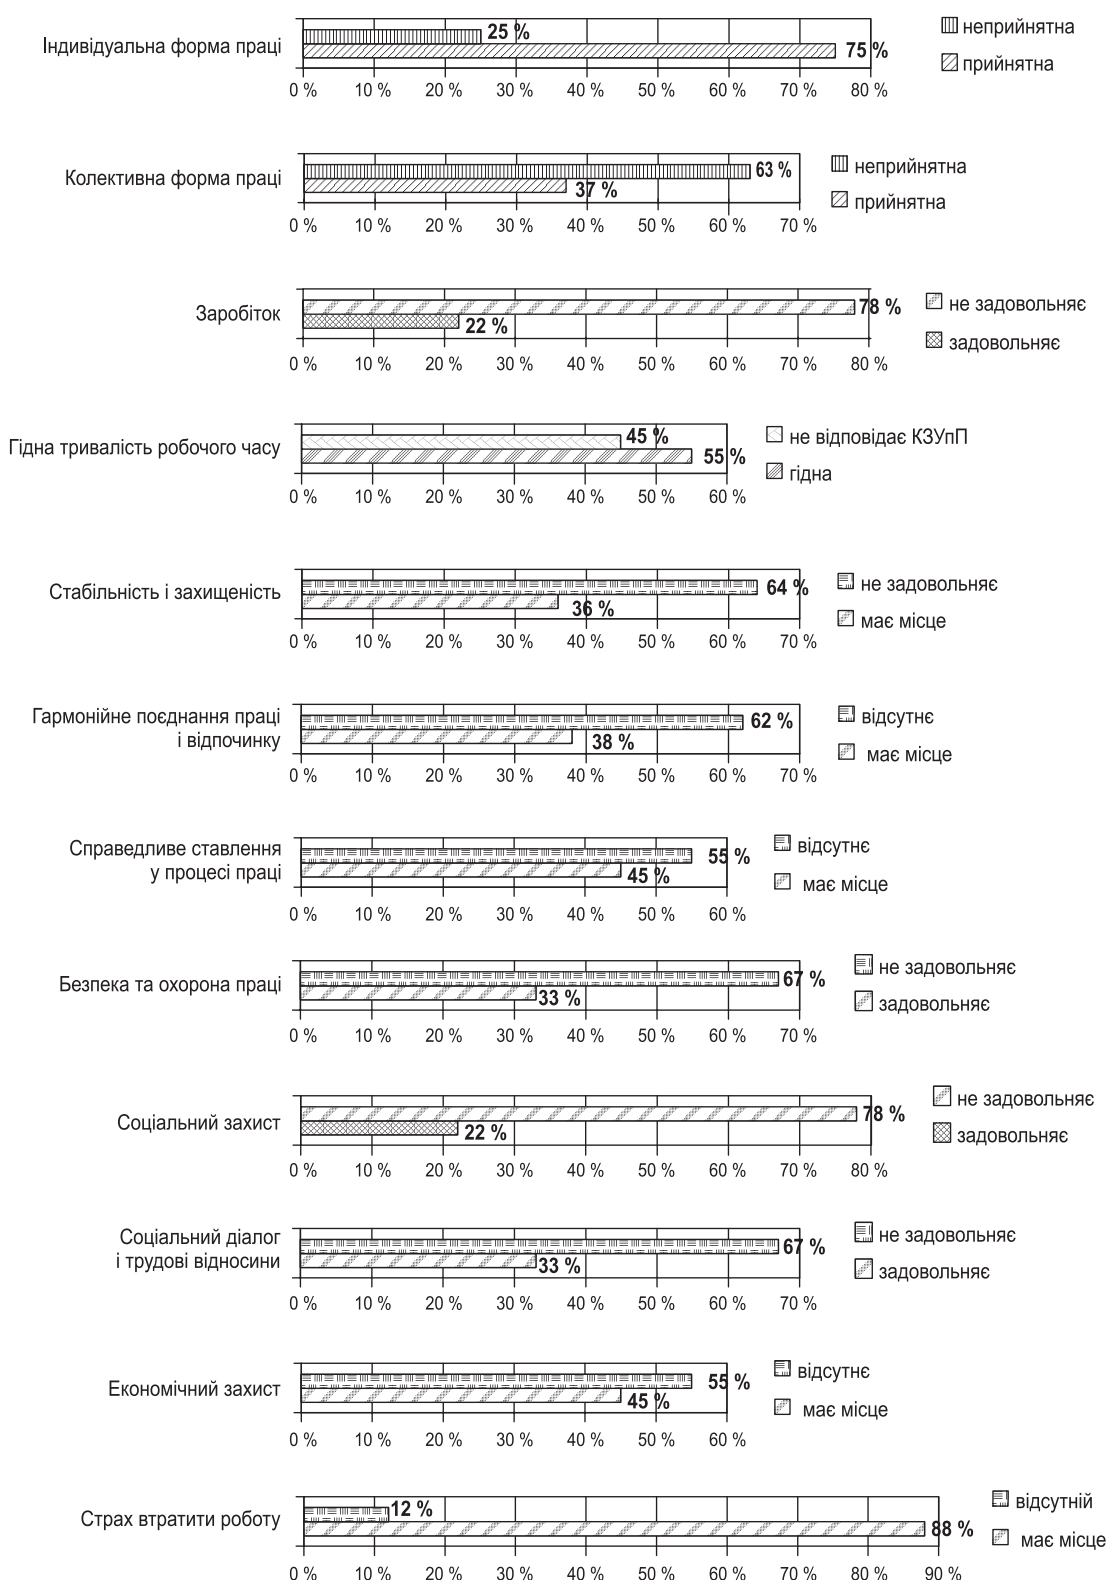 Індивідуальна форма праці
25 %
75 %
неприйнятна
прийнятна
0 % 10 % 20 % 30 % 40 % 50 % 60 % 70 % 80 %
Колективна форма праці
63 %
37 %
неприйнятна
прийнятна
0 % 10 % 20 % 30 % 40 % 50 % 60 % 70 %
Заробіток
78 %
22 %
не задовольняє
задовольняє
0 % 10 % 20 % 30 % 40 % 50 % 60 % 70 % 80 %
Гідна тривалість робочого часу
45 %
55 %
не відповідає КЗУпП
гідна
0 % 10 % 20 % 30 % 40 % 50 % 60 %
Стабільність і захищеність
64 %
36 %
не задовольняє
має місце
0 % 10 % 20 % 30 % 40 % 50 % 60 % 70 %
Гармонійне поєднання праці
і відпочинку
62 %
38 %
відсутнє
має місце
0 % 10 % 20 % 30 % 40 % 50 % 60 % 70 %
Справедливе ставлення
у процесі праці
55 %
45 %
відсутнє
має місце
0 % 10 % 20 % 30 % 40 % 50 % 60 %
Безпека та охорона праці
67 %
33 %
не задовольняє
задовольняє
0 % 10 % 20 % 30 % 40 % 50 % 60 % 70 %
Соціальний захист
78 %
22 %
не задовольняє
задовольняє
0 % 10 % 20 % 30 % 40 % 50 % 60 % 70 % 80 %
Соціальний діалог
і трудові відносини
67 %
33 %
не задовольняє
задовольняє
0 % 10 % 20 % 30 % 40 % 50 % 60 % 70 %
Економічний захист
55 %
45 %
відсутнє
має місце
0 % 10 % 20 % 30 % 40 % 50 % 60 %
Страх втратити роботу
12 %
88 %
відсутній
має місце
0 % 10 % 20 % 30 % 40 % 50 % 60 % 70 % 80 % 90 %